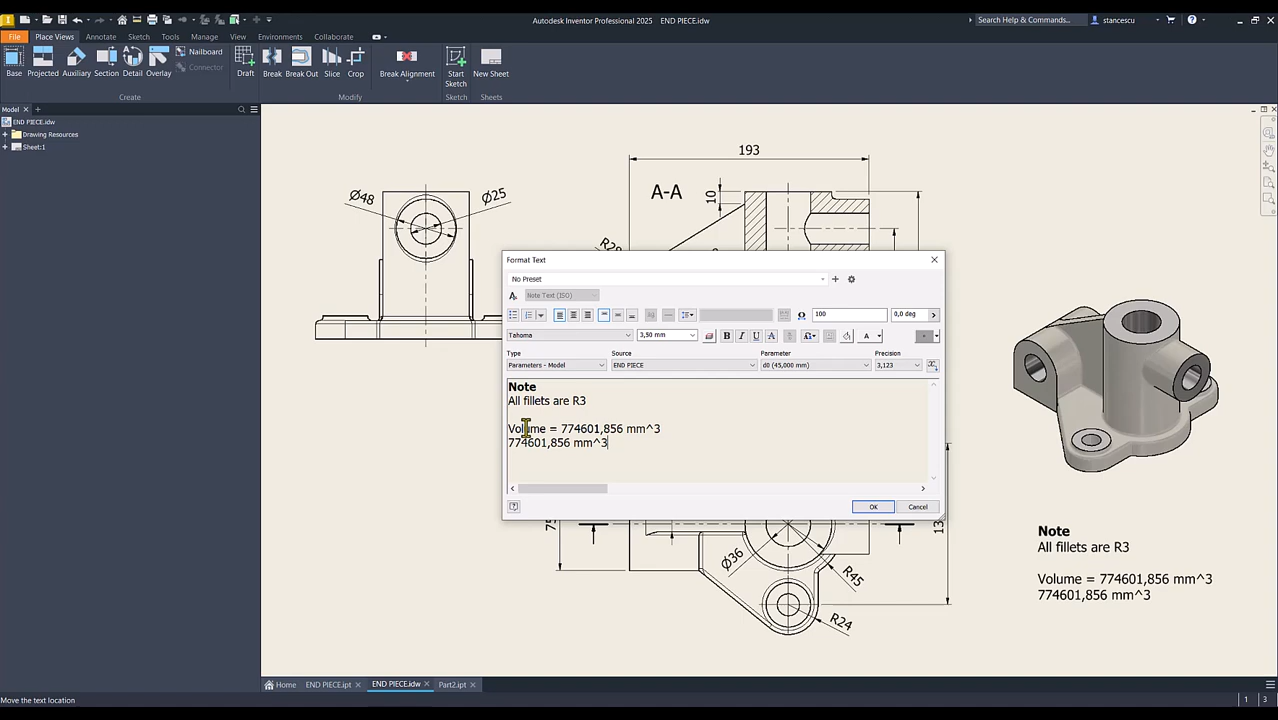 Autodesk Inventor Professional 2025 END PIECE.idw
Search Help & Commands...
stancescu
File
Place Views
Annotate
Sketch
Tools
Manage
View
Environments
Collaborate
Base
Projected
Auxiliary
Section
Detail
Overlay
Nailboard
Connector
Draft
Break
Break Out
Slice
Crop
Break Alignment
Start Sketch
New Sheet
Create
Modify
Sketch
Sheets
Model
END PIECE.idw
Drawing Resources
Sheet:1
193
A-A
10
Ø48
Ø25
Format Text
No Preset
Note Text (ISO)
100
0,0 deg
Tahoma
3,50 mm
B I U A
Type
Source
Parameter
Precision
Parameters - Model
END PIECE
d0 (45,000 mm)
3,123
Note
All fillets are R3
Volume = 774601,856 mm^3
774601,856 mm^3
OK
Cancel
Ø36
R45
R24
Note
All fillets are R3
Volume = 774601,856 mm^3
774601,856 mm^3
Home
END PIECE.ipt
END PIECE.idw
Part2.ipt
Move the text location
1
3